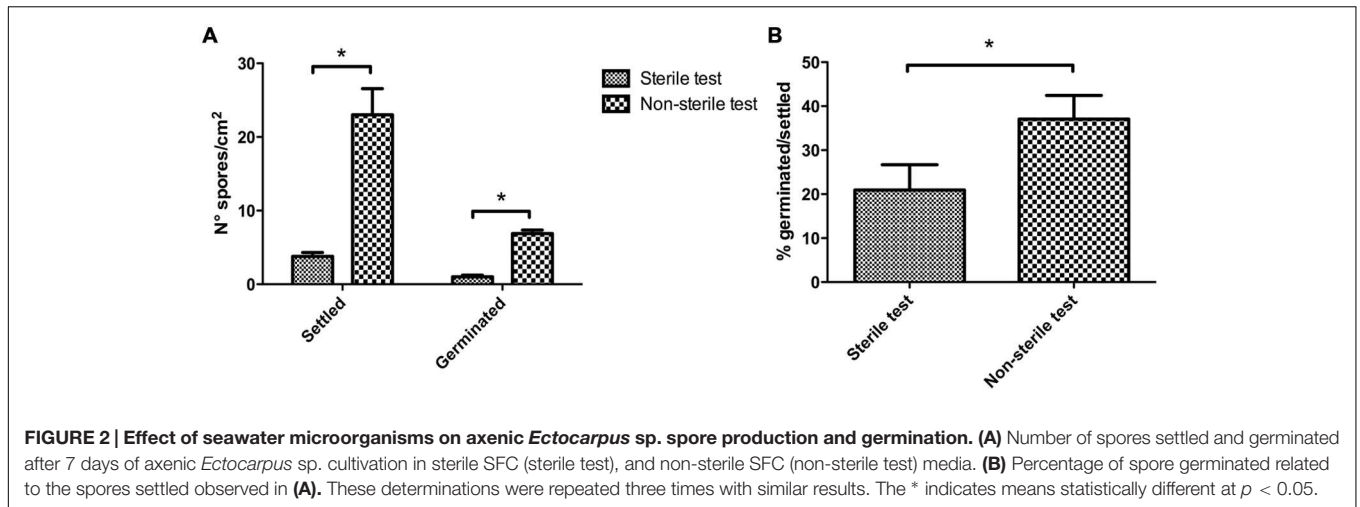 A
B
*
*
*
30
20
10
0
N° spores/cm²
Settled
Germinated
Sterile test
Non-sterile test
50
40
30
20
10
0
% germinated/settled
Sterile test
Non-sterile test
FIGURE 2 | Effect of seawater microorganisms on axenic Ectocarpus sp. spore production and germination. (A) Number of spores settled and germinated
after 7 days of axenic Ectocarpus sp. cultivation in sterile SFC (sterile test), and non-sterile SFC (non-sterile test) media. (B) Percentage of spore germinated related
to the spores settled observed in (A). These determinations were repeated three times with similar results. The * indicates means statistically different at p < 0.05.